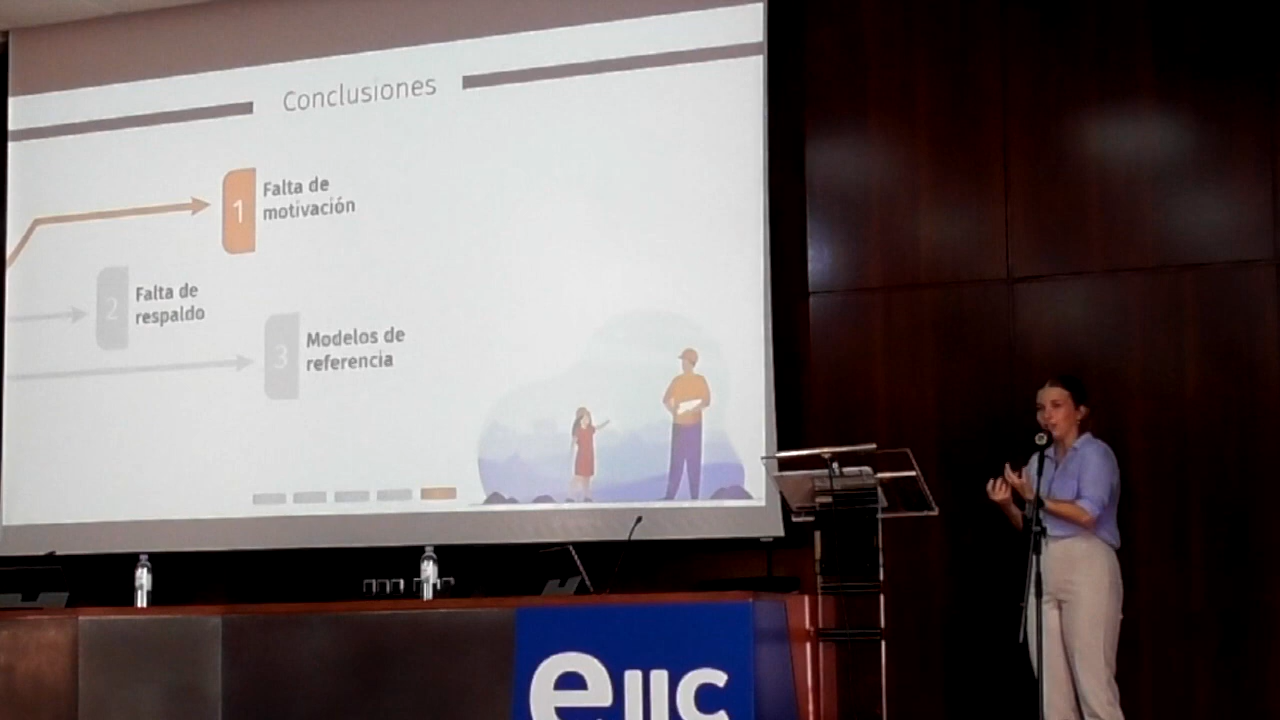 Conclusiones
1
Falta de
motivación
2
Falta de
respaldo
3
Modelos de
referencia
eiic